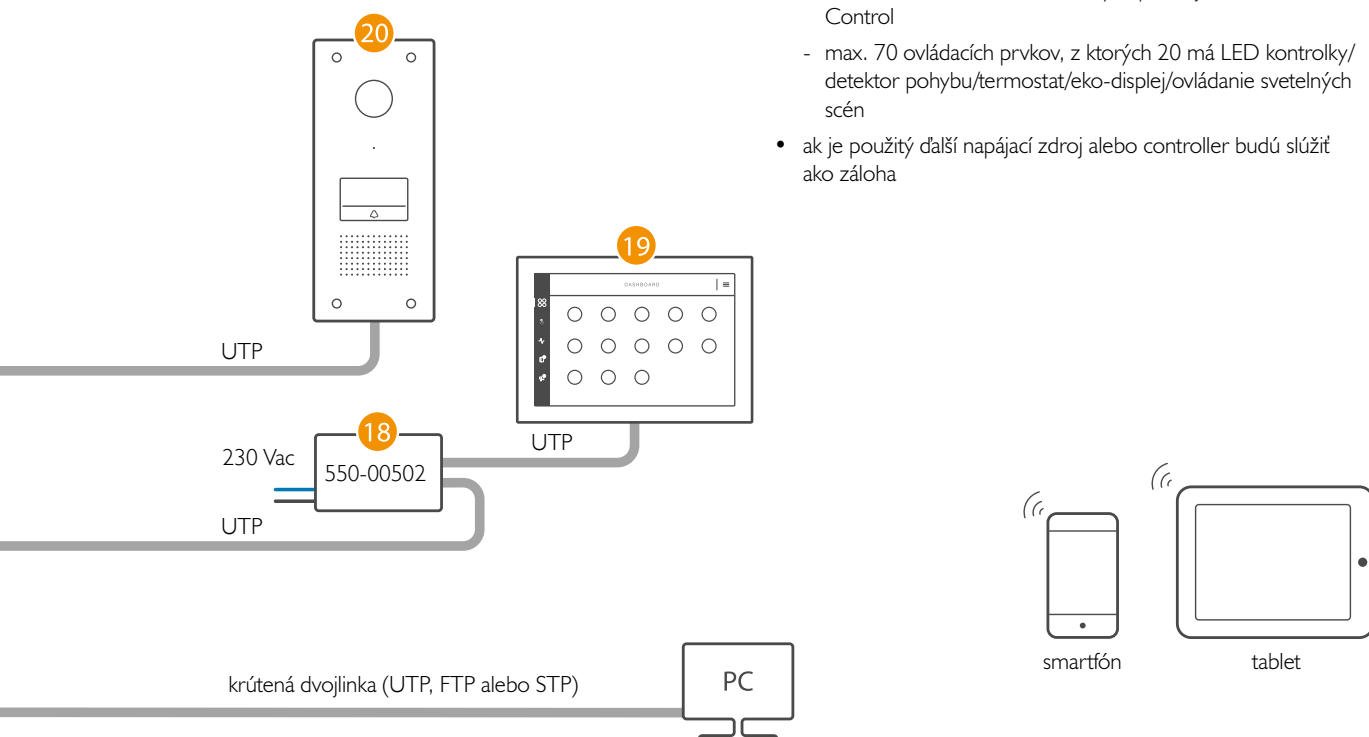 Control
- max. 70 ovládacích prvkov, z ktorých 20 má LED kontrolky/
detektor pohybu/termostat/eko-displej/ovládanie svetelných
scén
• ak je použitý ďalší napájací zdroj alebo controller budú slúžiť
ako záloha
20
19
DASHBOARD
UTP
18
UTP
230 Vac
550-00502
UTP
smartfón
tablet
krútená dvojlinka (UTP, FTP alebo STP)
PC